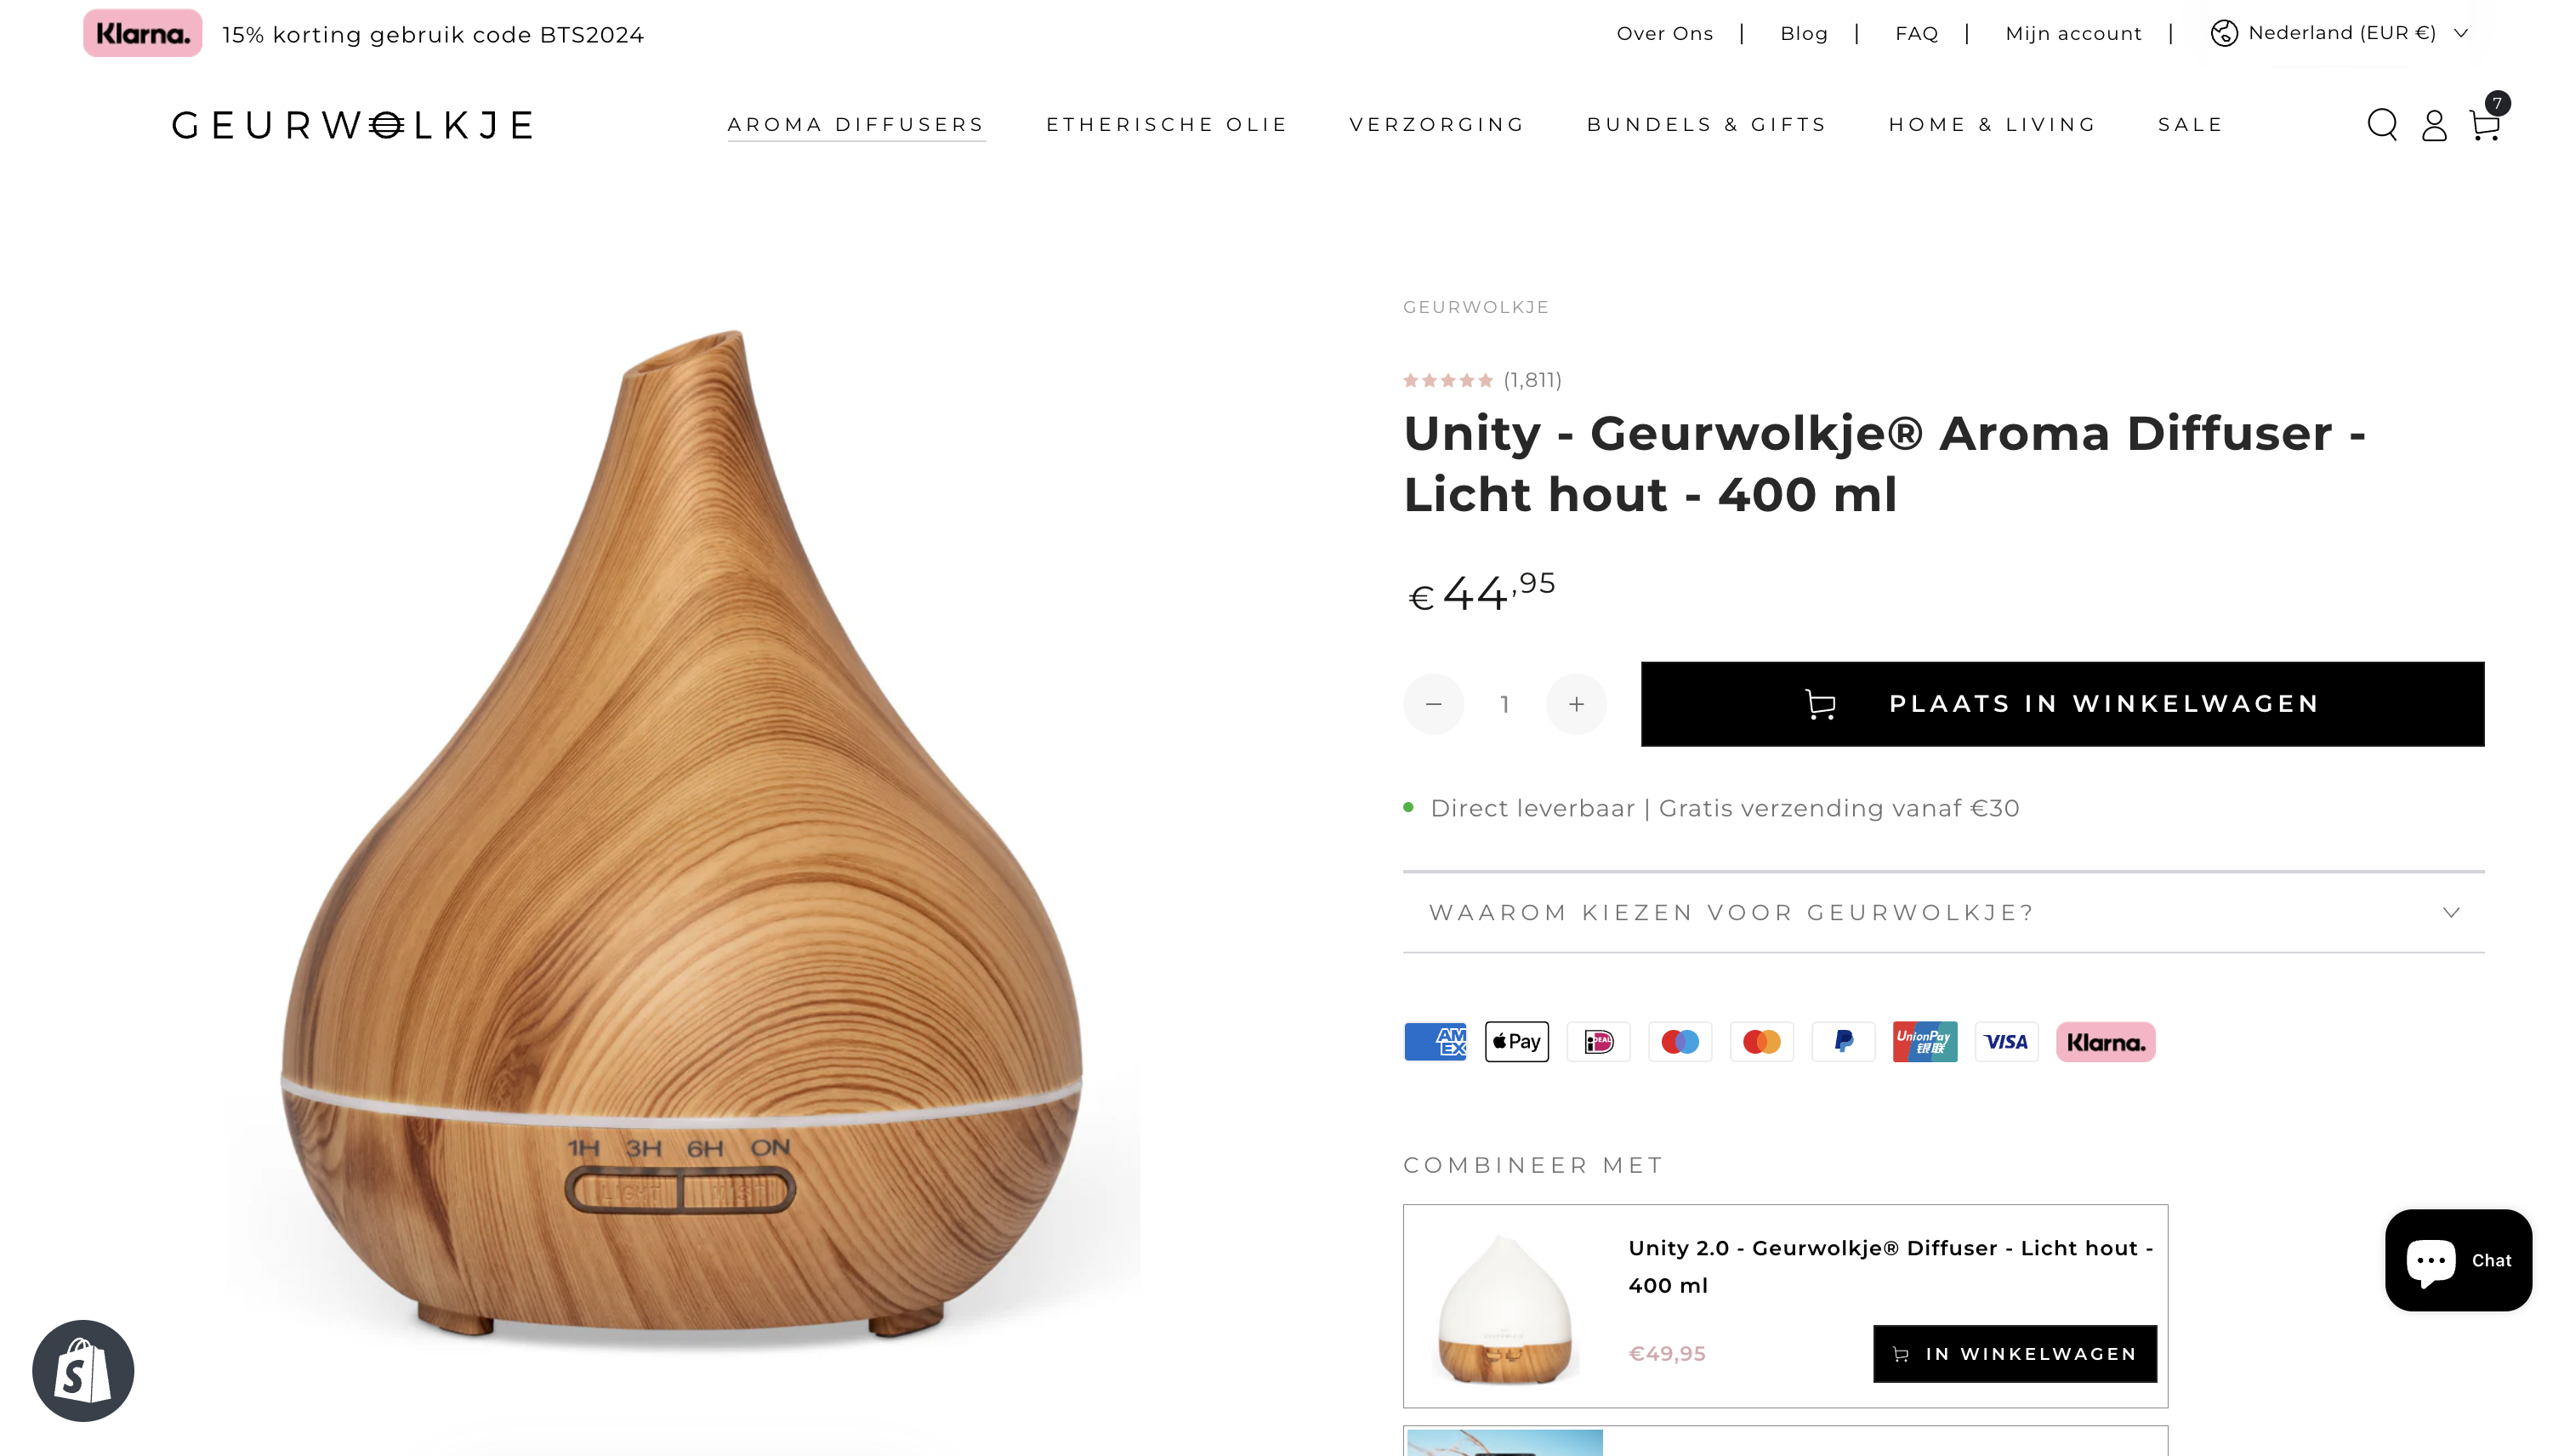 Klarna. 15% korting gebruik code BTS2024
Over Ons | Blog | FAQ | Mijn account | Nederland (EUR €)
GEURWOLKJE
AROMA DIFFUSERS ETHERISCHE OLIE VERZORGING BUNDELS & GIFTS HOME & LIVING SALE
7
GEURWOLKJE
(1,811)
Unity - Geurwolkje® Aroma Diffuser -
Licht hout - 400 ml
€44,95
1
PLAATS IN WINKELWAGEN
Direct leverbaar | Gratis verzending vanaf €30
WAAROM KIEZEN VOOR GEURWOLKJE?
AM EX Pay iDEAL UnionPay 银联 VISA Klarna.
1H 3H 6H ON
LIGHT MIST
COMBINEER MET
Unity 2.0 - Geurwolkje® Diffuser - Licht hout -
400 ml
€49,95
IN WINKELWAGEN
Chat